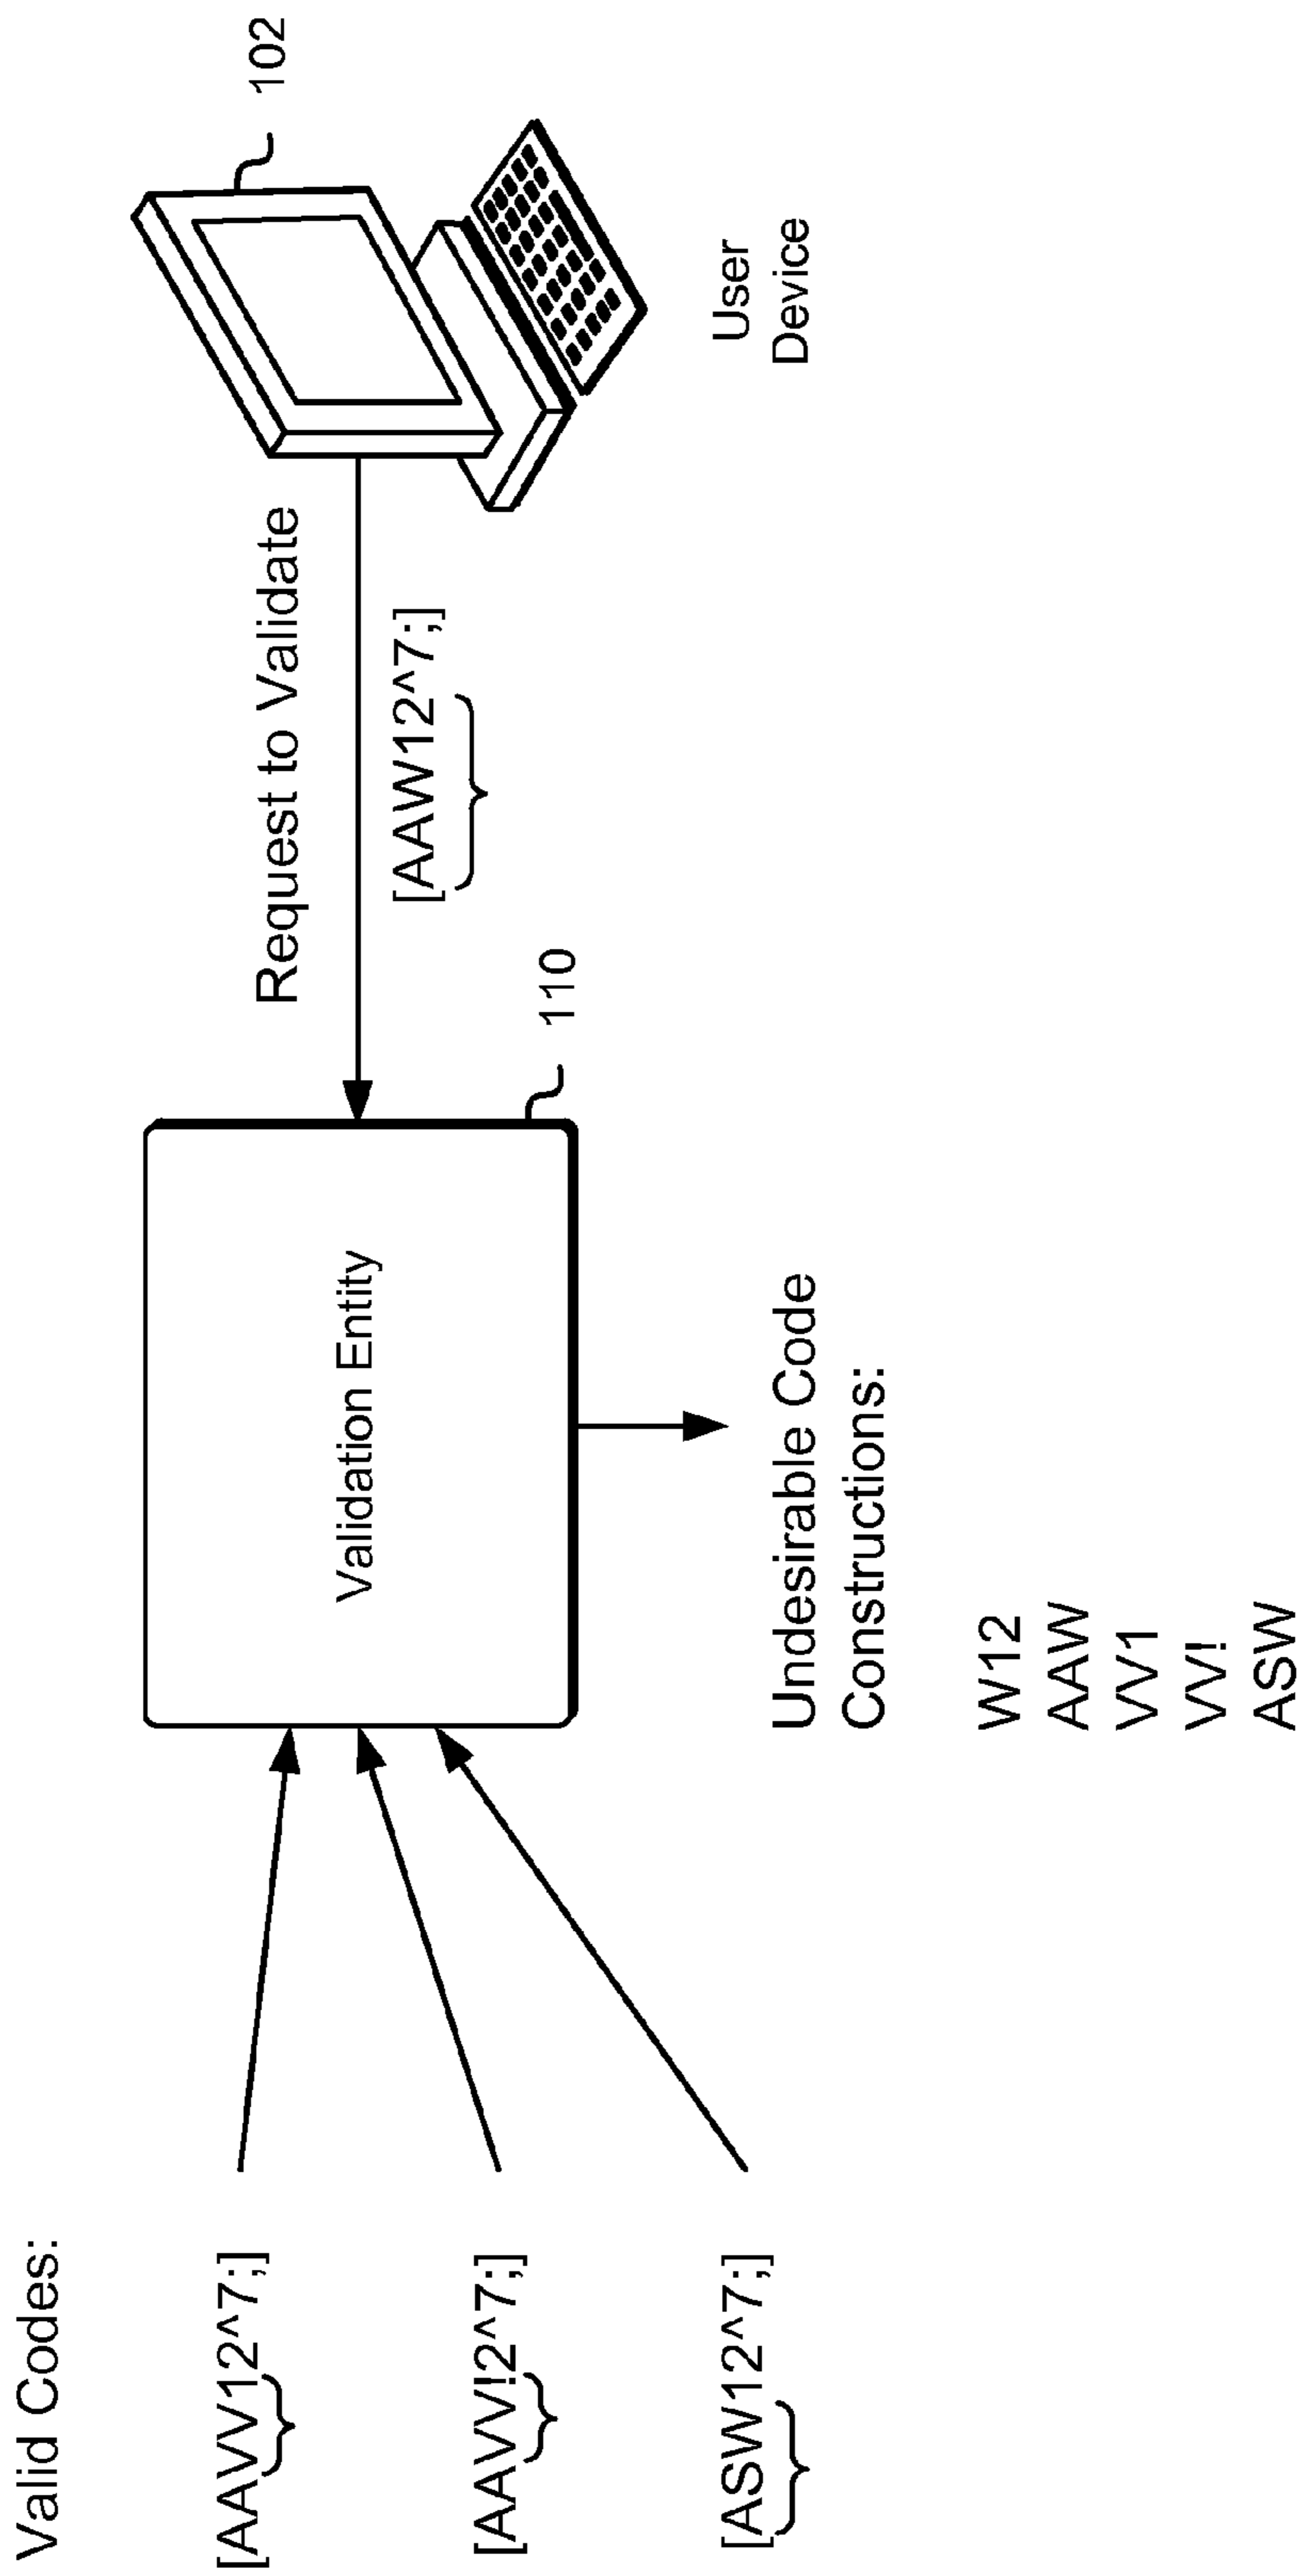 Valid Codes:
[AAVV12^7;]
[AAVV!2^7;]
[ASW12^7;]
Validation Entity
110
Request to Validate
[AAW12^7;]
102
User
Device
Undesirable Code
Constructions:
W12
AAW
VV1
VV!
ASW